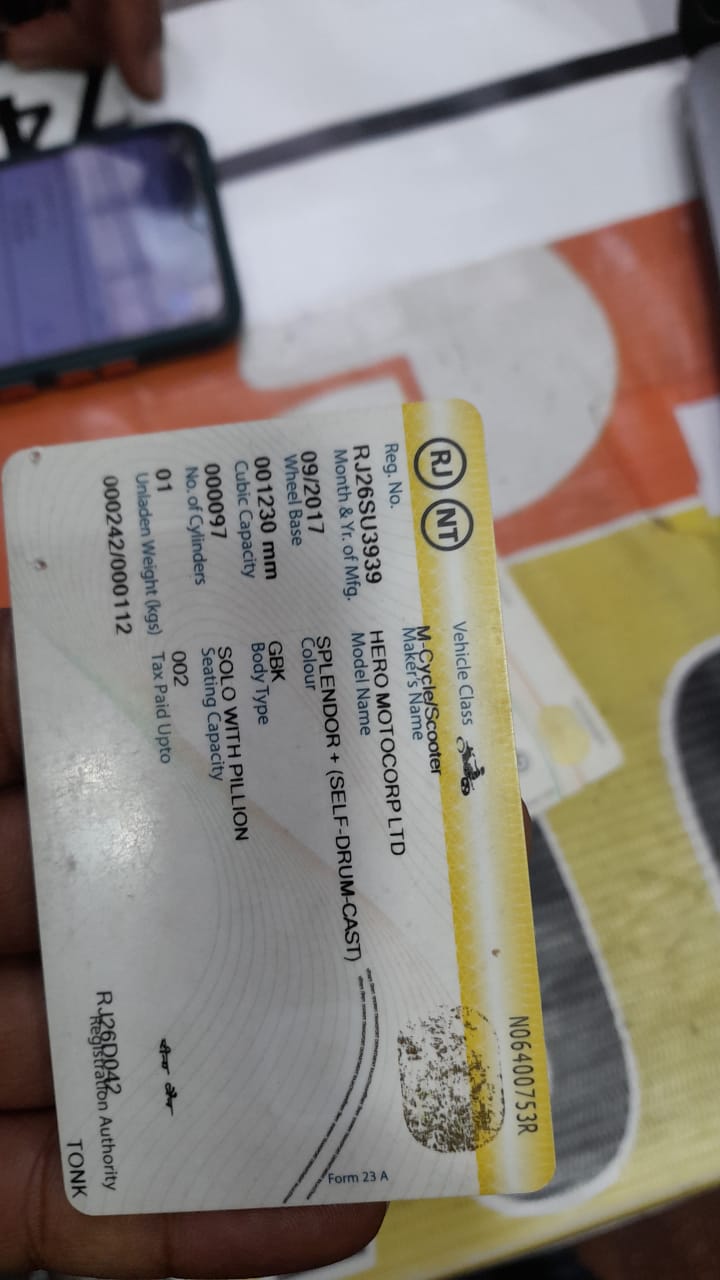 RJ NT
Vehicle Class
M-Cycle/Scooter
N06400753R
Reg. No.
RJ26SU3939
Maker's Name
HERO MOTOCORP LTD
Month & Yr. of Mfg.
09/2017
Model Name
SPLENDOR + (SELF-DRUM-CAST)
Wheel Base
001230 mm
Colour
GBK
Cubic Capacity
000097
Body Type
SOLO WITH PILLION
No. of Cylinders
01
Seating Capacity
002
Unladen Weight (kgs)
000242/000112
Tax Paid Upto
Form 23 A
RJ26D042
Registration Authority
TONK